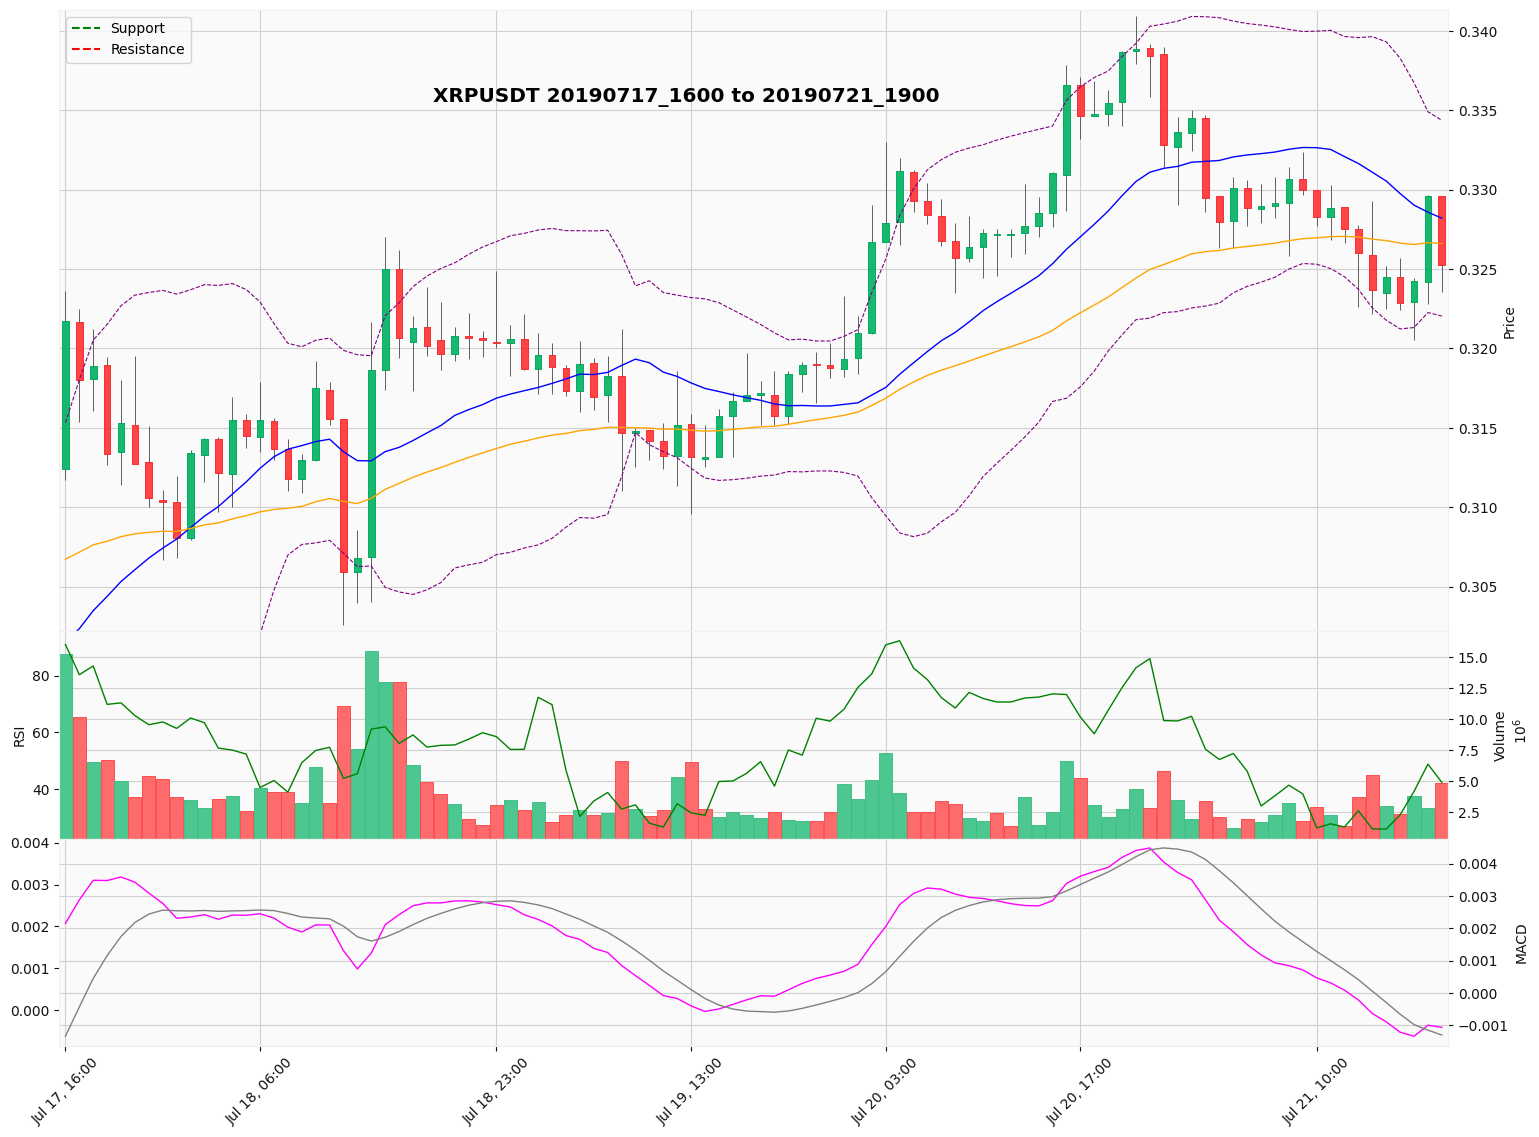 Support
Resistance
XRPUSDT 20190717_1600 to 20190721_1900
0.340
0.335
0.330
0.325
0.320
0.315
0.310
0.305
Price
80
60
40
RSI
15.0
12.5
10.0
7.5
5.0
2.5
Volume
10^6
0.004
0.003
0.002
0.001
0.000
0.004
0.003
0.002
0.001
0.000
−0.001
MACD
Jul 17, 16:00
Jul 18, 06:00
Jul 18, 23:00
Jul 19, 13:00
Jul 20, 03:00
Jul 20, 17:00
Jul 21, 10:00